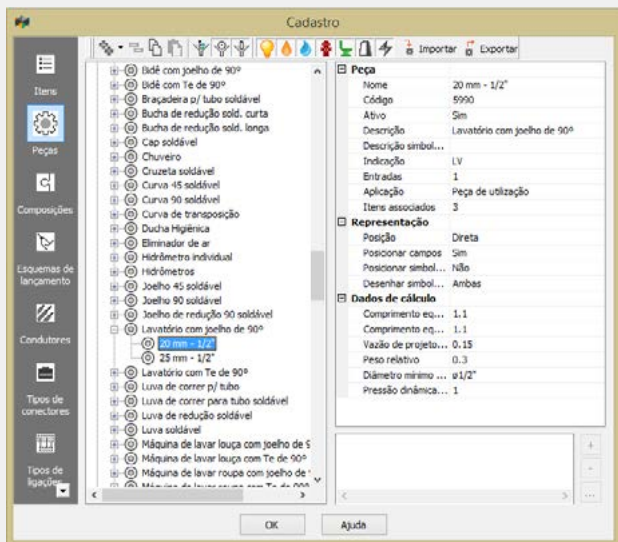 Cadastro
Importar
Exportar
Itens
Peças
Composições
Esquemas de
lançamento
Condutores
Tipos de
conectores
Tipos de
ligações
Bidê com joelho de 90º
Bidê com Te de 90º
Braçadeira p/ tubo soldável
Bucha de redução sold. curta
Bucha de redução sold. longa
Cap soldável
Chuveiro
Cruzeta soldável
Curva 45 soldável
Curva 90 soldável
Curva de transposição
Ducha Higiênica
Eliminador de ar
Hidrômetro individual
Hidrômetros
Joelho 45 soldável
Joelho 90 soldável
Joelho de redução 90 soldável
Lavatório com joelho de 90º
20 mm - 1/2"
25 mm - 1/2"
Lavatório com Te de 90º
Luva de correr p/ tubo
Luva de correr para tubo soldável
Luva de redução soldável
Luva soldável
Máquina de lavar louça com joelho de 9
Máquina de lavar louça com Te de 90º
Máquina de lavar roupa com joelho de
Máquina de lavar roupa com Te de 90º
Peça
Nome 20 mm - 1/2"
Código 5990
Ativo Sim
Descrição Lavatório com joelho de 90º
Descrição simbol...
Indicação LV
Entradas 1
Aplicação Peça de utilização
Itens associados 3
Representação
Posição Direta
Posicionar campos Sim
Posicionar simbol... Não
Desenhar simbol... Ambas
Dados de cálculo
Comprimento eq... 1.1
Comprimento eq... 1.1
Vazão de projeto... 0.15
Peso relativo 0.3
Diâmetro mínimo ... ø1/2"
Pressão dinâmica... 1
OK
Ajuda